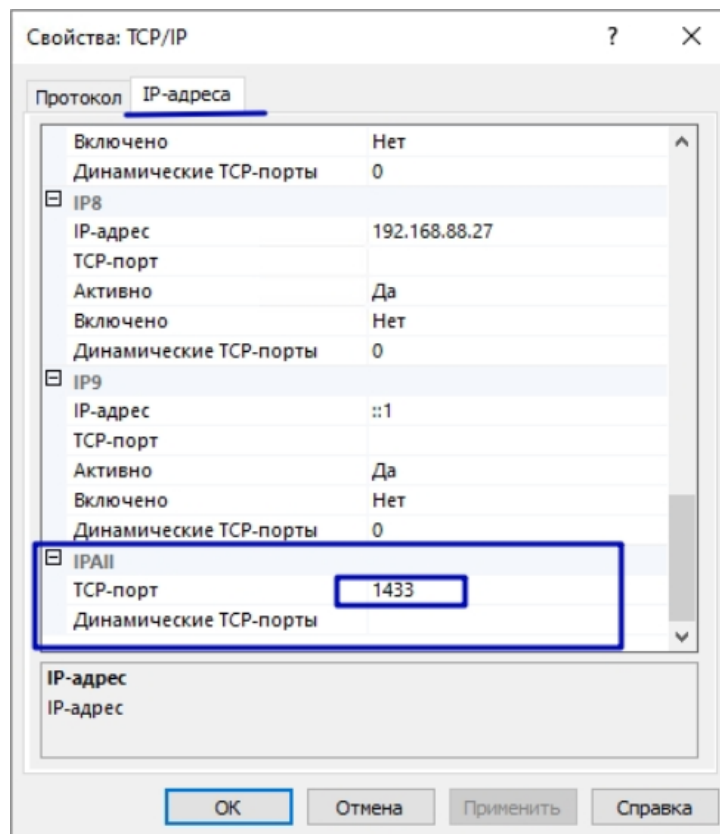 Свойства: TCP/IP ? ×
Протокол IP-адреса
Включено Нет
Динамические TCP-порты 0
IP8
IP-адрес 192.168.88.27
TCP-порт
Активно Да
Включено Нет
Динамические TCP-порты 0
IP9
IP-адрес ::1
TCP-порт
Активно Да
Включено Нет
Динамические TCP-порты 0
IPAll
TCP-порт 1433
Динамические TCP-порты
IP-адрес
IP-адрес
ОК Отмена Применить Справка